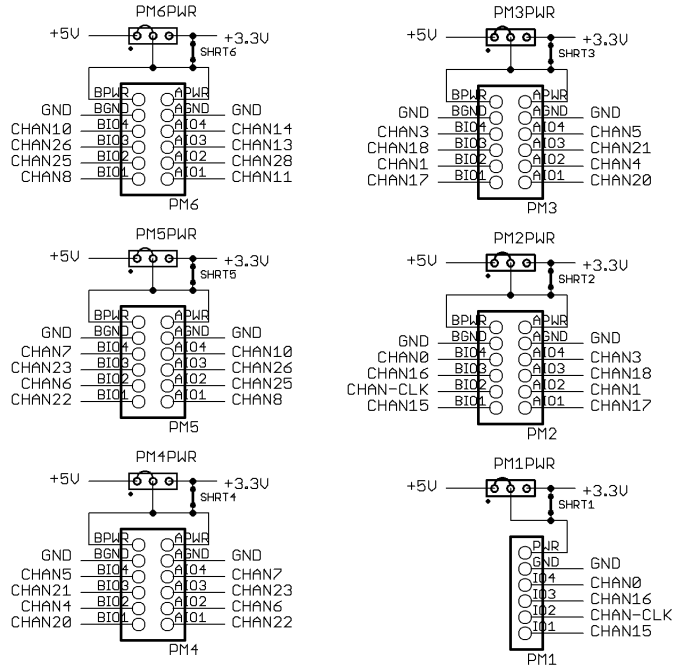 PM6PWR
+5V +3.3V
SHRT6
BPWR APWR
GND BGND AGND GND
CHAN10 BIO4 AIO4 CHAN14
CHAN26 BIO3 AIO3 CHAN13
CHAN25 BIO2 AIO2 CHAN28
CHAN8 BIO1 AIO1 CHAN11
PM6
PM3PWR
+5V +3.3V
SHRT3
BPWR APWR
GND BGND AGND GND
CHAN3 BIO4 AIO4 CHAN5
CHAN18 BIO3 AIO3 CHAN21
CHAN1 BIO2 AIO2 CHAN4
CHAN17 BIO1 AIO1 CHAN20
PM3
PM5PWR
+5V +3.3V
SHRT5
BPWR APWR
GND BGND AGND GND
CHAN7 BIO4 AIO4 CHAN10
CHAN23 BIO3 AIO3 CHAN26
CHAN6 BIO2 AIO2 CHAN25
CHAN22 BIO1 AIO1 CHAN8
PM5
PM2PWR
+5V +3.3V
SHRT2
BPWR APWR
GND BGND AGND GND
CHAN0 BIO4 AIO4 CHAN3
CHAN16 BIO3 AIO3 CHAN18
CHAN-CLK BIO2 AIO2 CHAN1
CHAN15 BIO1 AIO1 CHAN17
PM2
PM4PWR
+5V +3.3V
SHRT4
BPWR APWR
GND BGND AGND GND
CHAN5 BIO4 AIO4 CHAN7
CHAN21 BIO3 AIO3 CHAN23
CHAN4 BIO2 AIO2 CHAN6
CHAN20 BIO1 AIO1 CHAN22
PM4
PM1PWR
+5V +3.3V
SHRT1
PWR
GND GND
IO4 CHAN0
IO3 CHAN16
IO2 CHAN-CLK
IO1 CHAN15
PM1